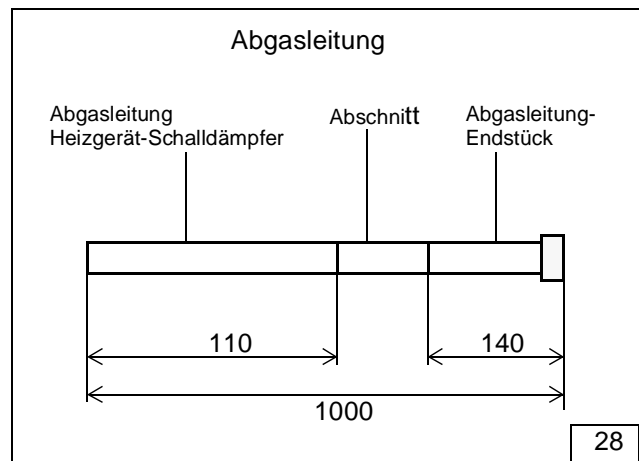 Abgasleitung
Abgasleitung
Heizgerät-Schalldämpfer
Abschnitt
Abgasleitung-
Endstück
110
140
1000
28